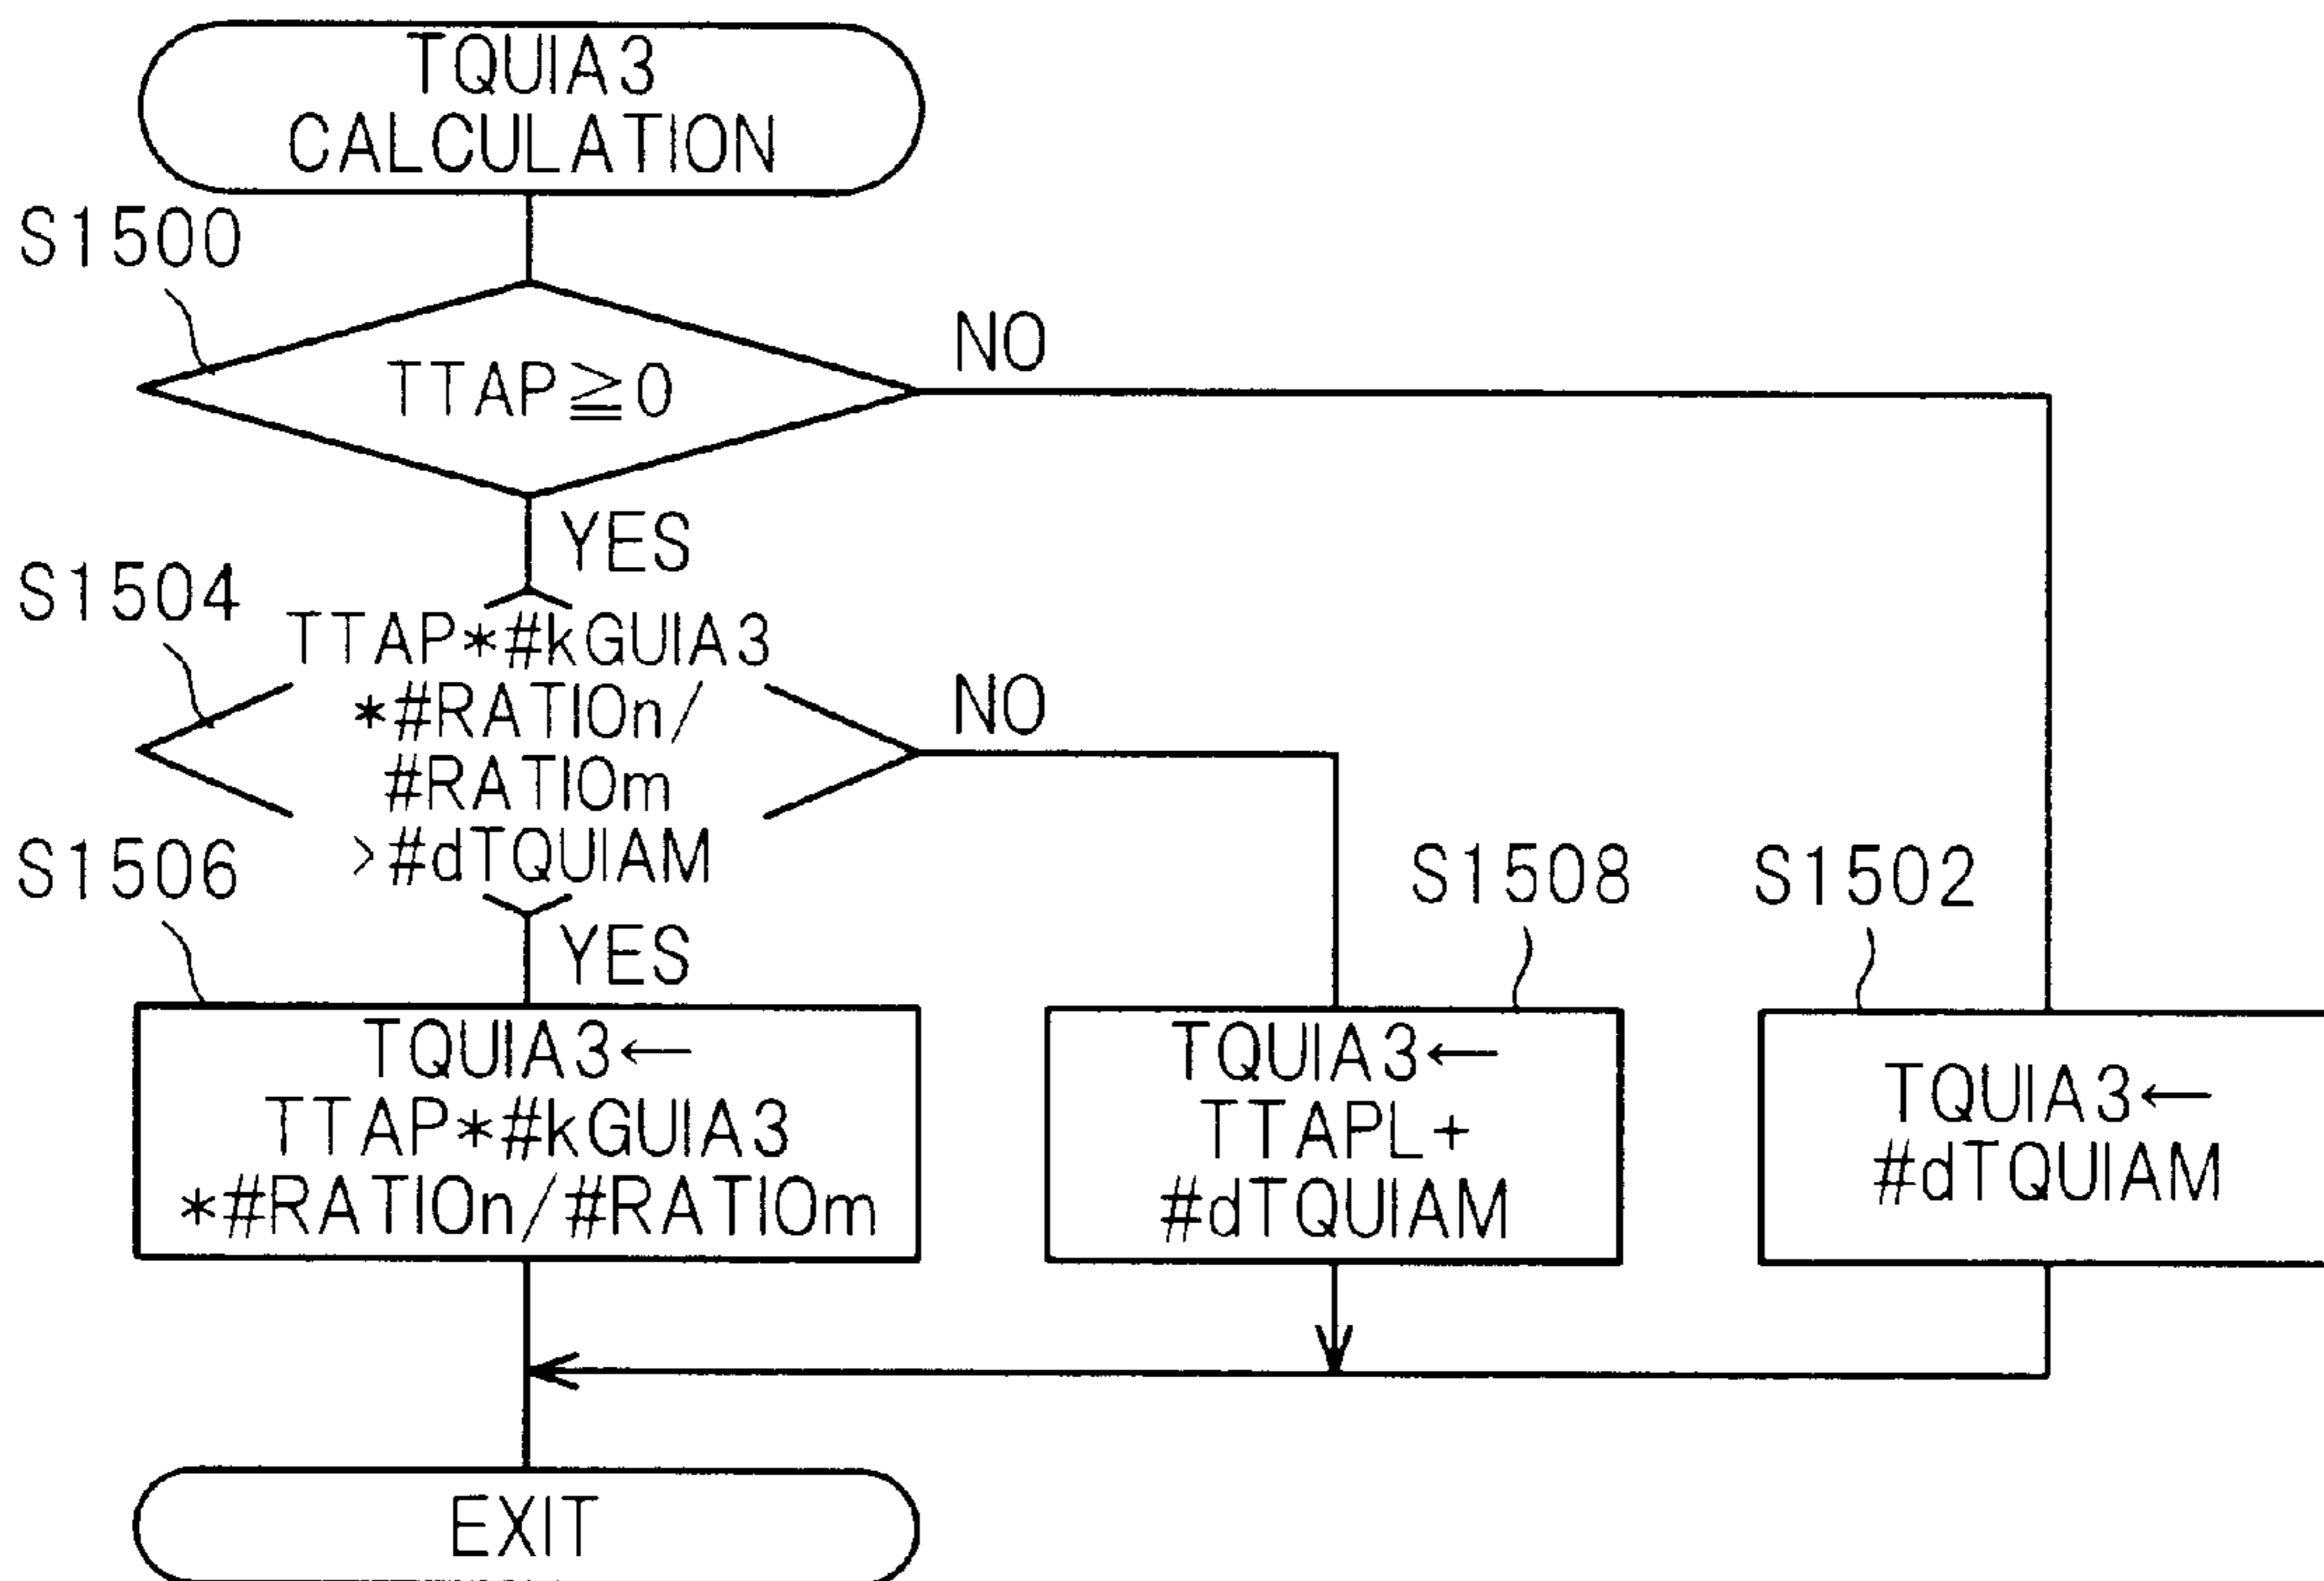 TQUIA3
CALCULATION
S1500
TTAP≧0
NO
YES
S1504
TTAP*#kGUIA3
*#RATIOn/
#RATIOm
>#dTQUIAM
NO
YES
S1506
TQUIA3←
TTAP*#kGUIA3
*#RATIOn/#RATIOm
S1508
TQUIA3←
TTAPL+
#dTQUIAM
S1502
TQUIA3←
#dTQUIAM
EXIT